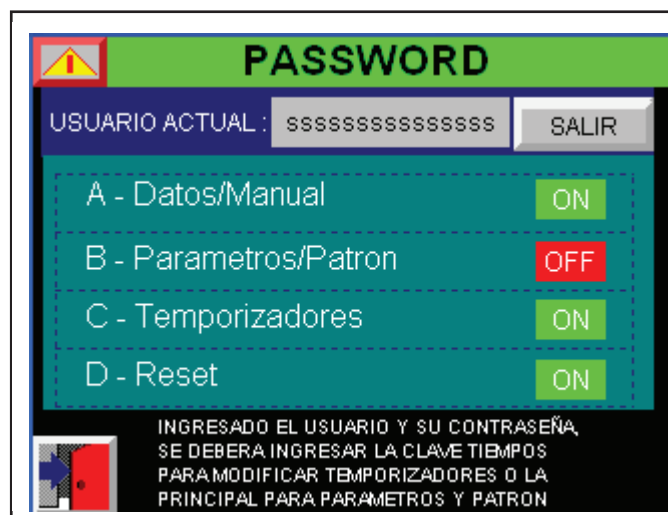 PASSWORD
USUARIO ACTUAL : sssssssssssssss SALIR
A - Datos/Manual ON
B - Parametros/Patron OFF
C - Temporizadores ON
D - Reset ON
INGRESADO EL USUARIO Y SU CONTRASEÑA,
SE DEBERA INGRESAR LA CLAVE TIEMPOS
PARA MODIFICAR TEMPORIZADORES O LA
PRINCIPAL PARA PARAMETROS Y PATRON